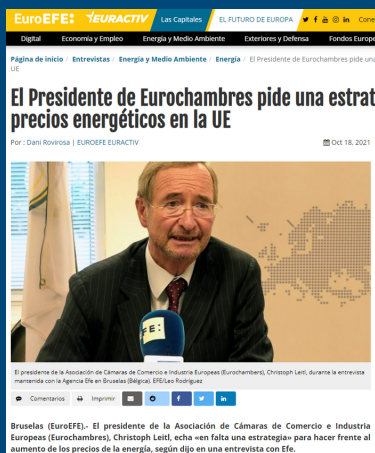 EuroEFE: EURACTIV Las Capitales EL FUTURO DE EUROPA
Digital Economía y Empleo Energía y Medio Ambiente Exteriores y Defensa Fondos Europe
Página de inicio / Entrevistas / Energía y Medio Ambiente / Energía / El Presidente de Eurochambres pide una
UE
El Presidente de Eurochambres pide una estrat
precios energéticos en la UE
Por : Dani Rovirosa | EUROEFE EURACTIV Oct 18, 2021
EFE:
El presidente de la Asociación de Cámaras de Comercio e Industria Europeas (Eurochambers), Christoph Leitl, durante la entrevista
mantenida con la Agencia Efe en Bruselas (Bélgica). EFE/Leo Rodríguez
Comentarios Imprimir
Bruselas (EuroEFE).- El presidente de la Asociación de Cámaras de Comercio e Industria
Europeas (Eurochambers), Christoph Leitl, echa «en falta una estrategia» para hacer frente al
aumento de los precios de la energía, según dijo en una entrevista con Efe.